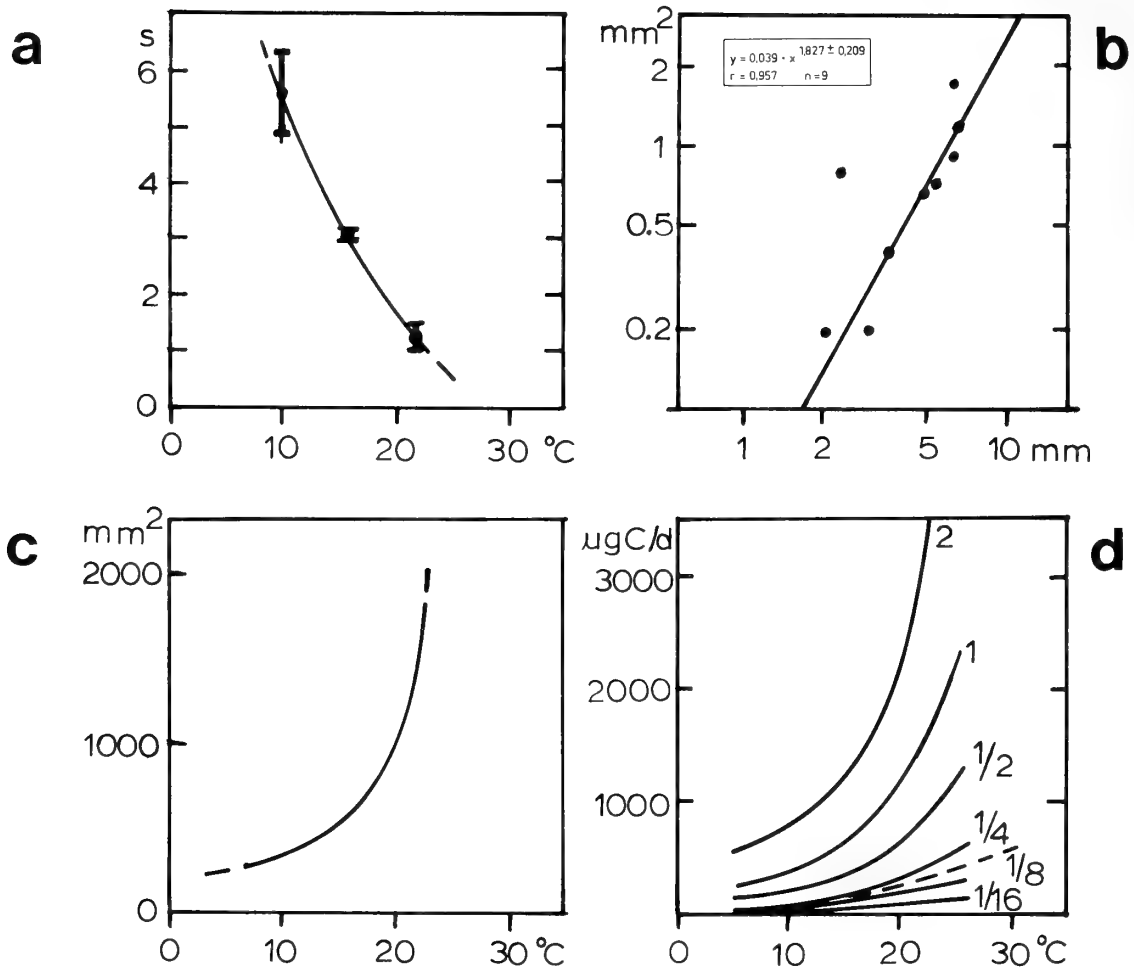 a
s
6
4
2
0
0 10 20 30 °C
b
mm²
2
1
0.5
0.2
y = 0,039 · x 1,827 ± 0,209
r = 0,957 n = 9
1 2 5 10 mm
c
mm²
2000
1000
0
0 10 20 30 °C
d
µgC/d
3000
2000
1000
2
1
1/2
1/4
1/8
1/16
0 10 20 30 °C